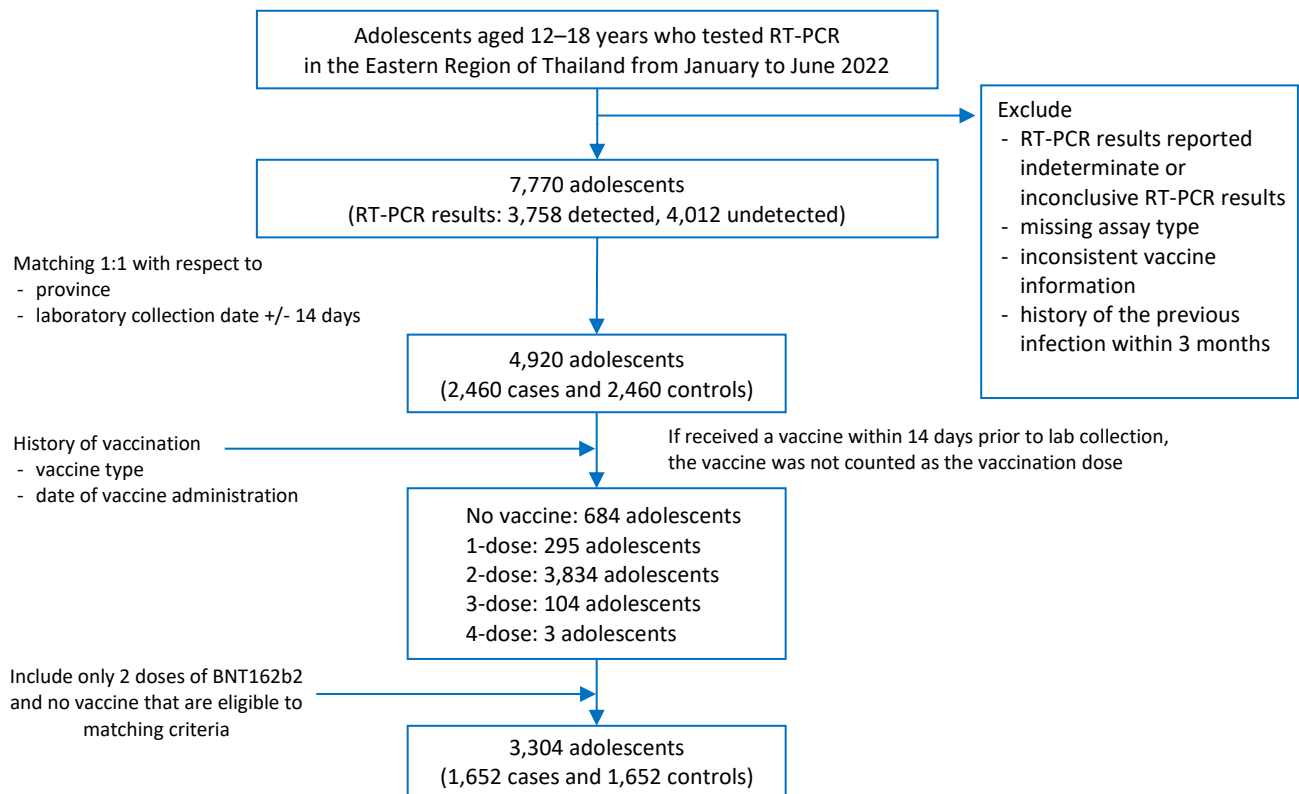 Adolescents aged 12–18 years who tested RT-PCR
in the Eastern Region of Thailand from January to June 2022
Exclude
- RT-PCR results reported
indeterminate or
inconclusive RT-PCR results
- missing assay type
- inconsistent vaccine
information
- history of the previous
infection within 3 months
7,770 adolescents
(RT-PCR results: 3,758 detected, 4,012 undetected)
Matching 1:1 with respect to
- province
- laboratory collection date +/- 14 days
4,920 adolescents
(2,460 cases and 2,460 controls)
History of vaccination
- vaccine type
- date of vaccine administration
If received a vaccine within 14 days prior to lab collection,
the vaccine was not counted as the vaccination dose
No vaccine: 684 adolescents
1-dose: 295 adolescents
2-dose: 3,834 adolescents
3-dose: 104 adolescents
4-dose: 3 adolescents
Include only 2 doses of BNT162b2
and no vaccine that are eligible to
matching criteria
3,304 adolescents
(1,652 cases and 1,652 controls)